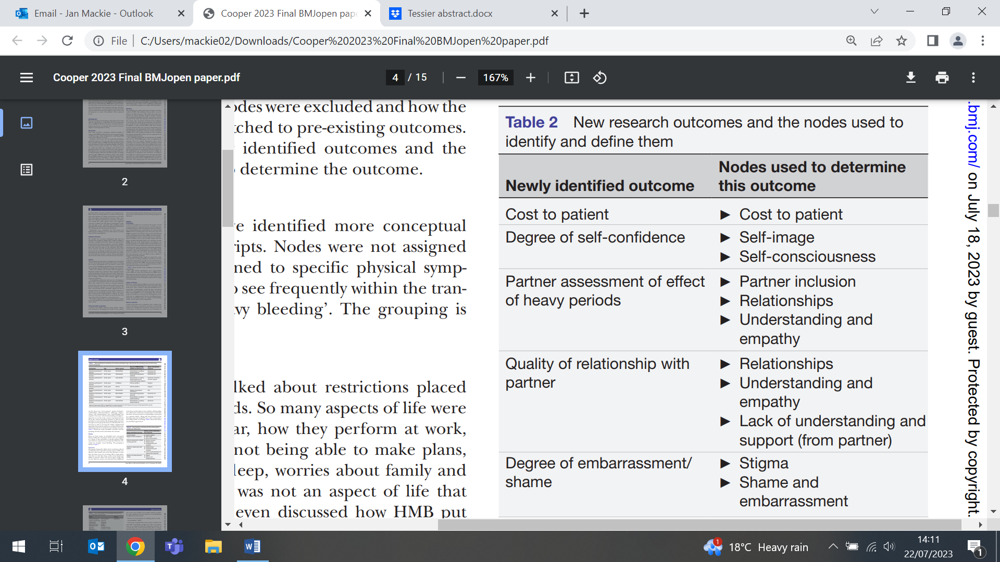 Email - Jan Mackie - Outlook
Cooper 2023 Final BMJopen pape
Tessier abstract.docx
File
C:/Users/mackie02/Downloads/Cooper%202023%20Final%20BMJopen%20paper.pdf
Cooper 2023 Final BMJopen paper.pdf
4 / 15
167%
2
3
4
odes were excluded and how the
tched to pre-existing outcomes.
identified outcomes and the
determine the outcome.
e identified more conceptual
ripts. Nodes were not assigned
ned to specific physical symp-
see frequently within the tran-
vy bleeding’. The grouping is
lked about restrictions placed
ds. So many aspects of life were
ar, how they perform at work,
not being able to make plans,
leep, worries about family and
was not an aspect of life that
even discussed how HMB put
Table 2 New research outcomes and the nodes used to
identify and define them
Newly identified outcome
Nodes used to determine
this outcome
Cost to patient
► Cost to patient
Degree of self-confidence
► Self-image
► Self-consciousness
Partner assessment of effect
of heavy periods
► Partner inclusion
► Relationships
► Understanding and
empathy
Quality of relationship with
partner
► Relationships
► Understanding and
empathy
► Lack of understanding and
support (from partner)
Degree of embarrassment/
shame
► Stigma
► Shame and
embarrassment
.bmj.com/ on July 18, 2023 by guest. Protected by copyright.
1
18°C Heavy rain
14:11
22/07/2023
1